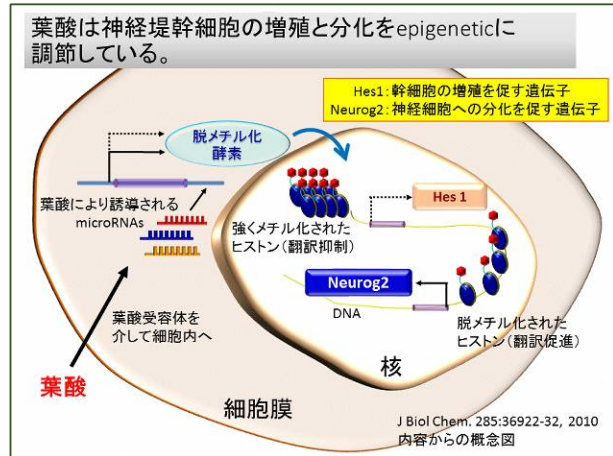 葉酸は神経堤幹細胞の増殖と分化をepigeneticに
調節している。
Hes1：幹細胞の増殖を促す遺伝子
Neurog2：神経細胞への分化を促す遺伝子
脱メチル化
酵素
葉酸により誘導される
microRNAs
Hes 1
強くメチル化された
ヒストン（翻訳抑制）
Neurog2
DNA
脱メチル化された
ヒストン（翻訳促進）
葉酸受容体を
介して細胞内へ
核
葉酸
細胞膜
J Biol Chem. 285:36922-32, 2010
内容からの概念図